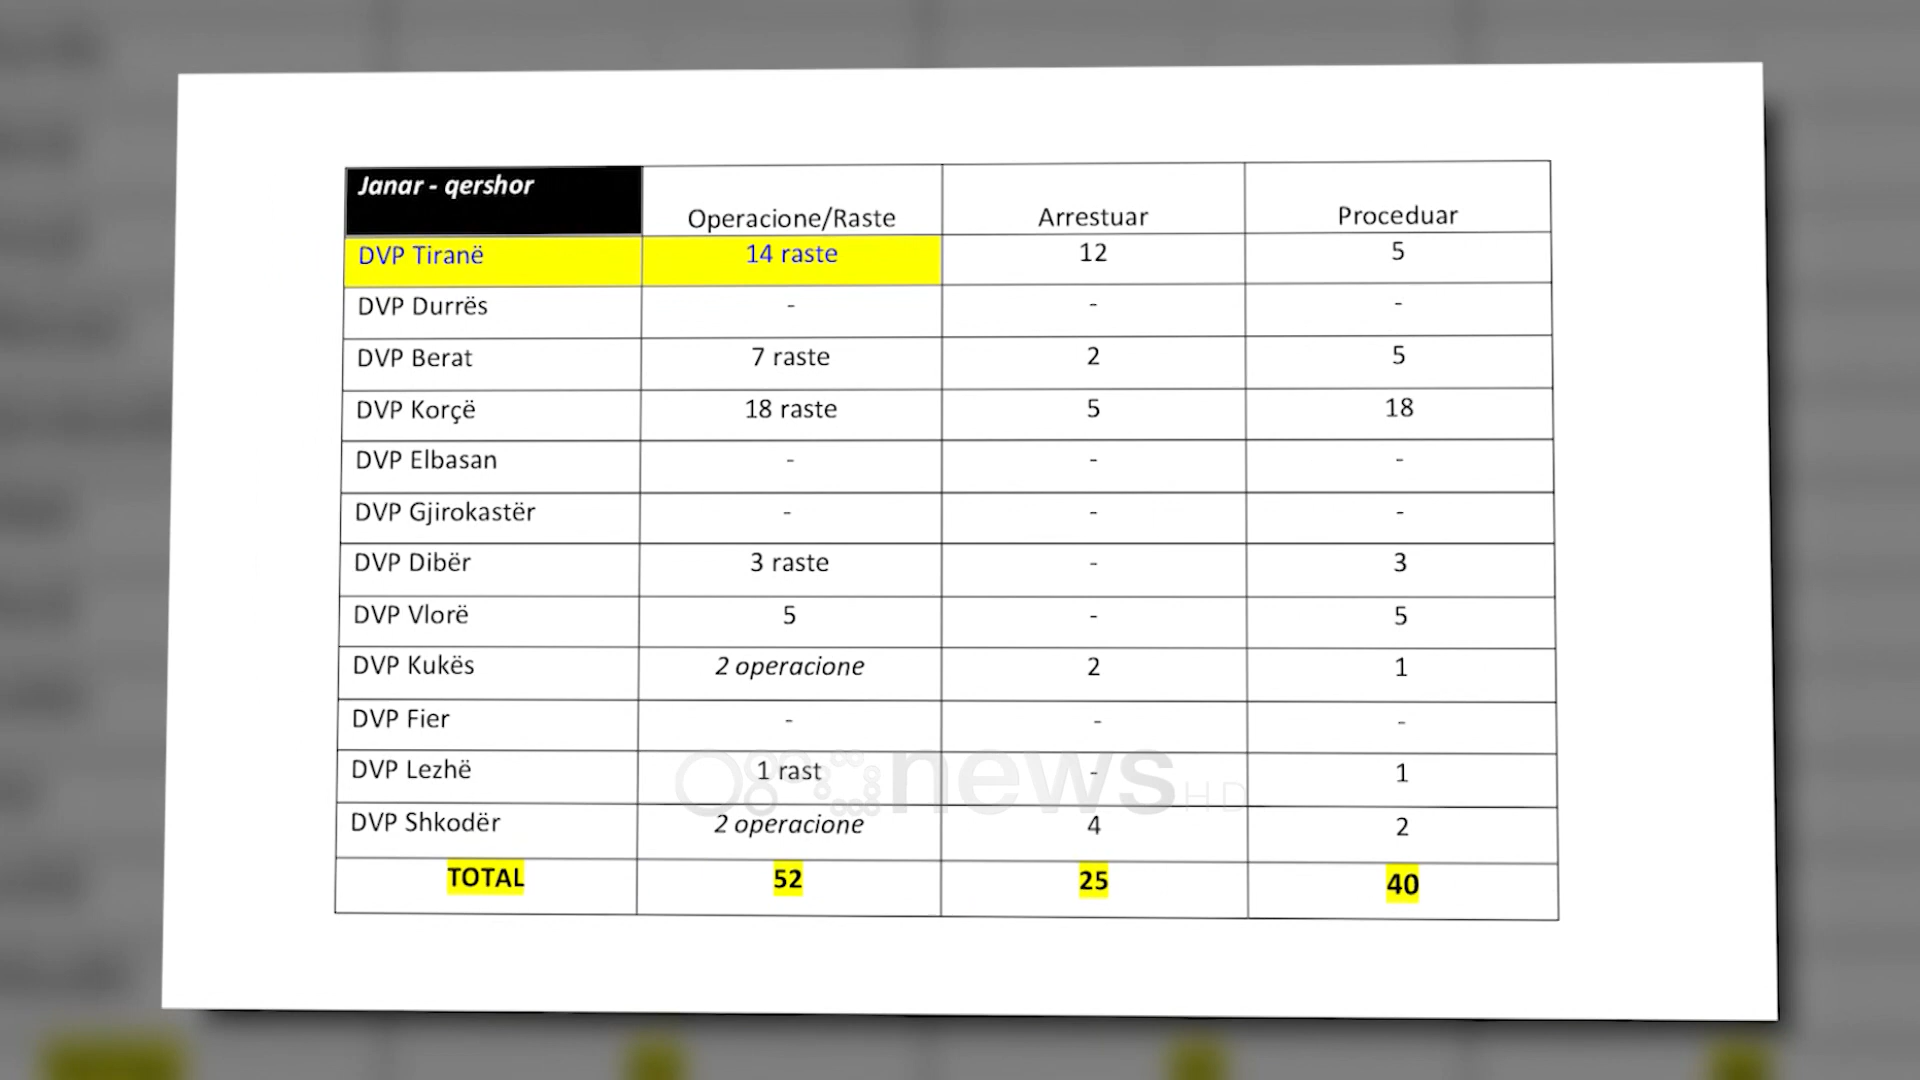 Janar - qershor Operacione/Raste Arrestuar Proceduar
DVP Tiranë 14 raste 12 5
DVP Durrës - - -
DVP Berat 7 raste 2 5
DVP Korçë 18 raste 5 18
DVP Elbasan - - -
DVP Gjirokastër - - -
DVP Dibër 3 raste - 3
DVP Vlorë 5 - 5
DVP Kukës 2 operacione 2 1
DVP Fier - - -
DVP Lezhë 1 rast - 1
DVP Shkodër 2 operacione 4 2
TOTAL 52 25 40
news HD